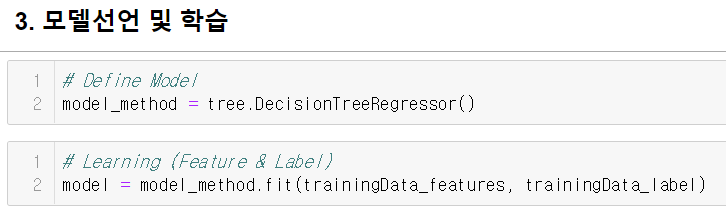 3. 모델선언 및 학습
1 # Define Model
2 model_method = tree.DecisionTreeRegressor()
1 # Learning (Feature & Label)
2 model = model_method.fit(trainingData_features, trainingData_label)